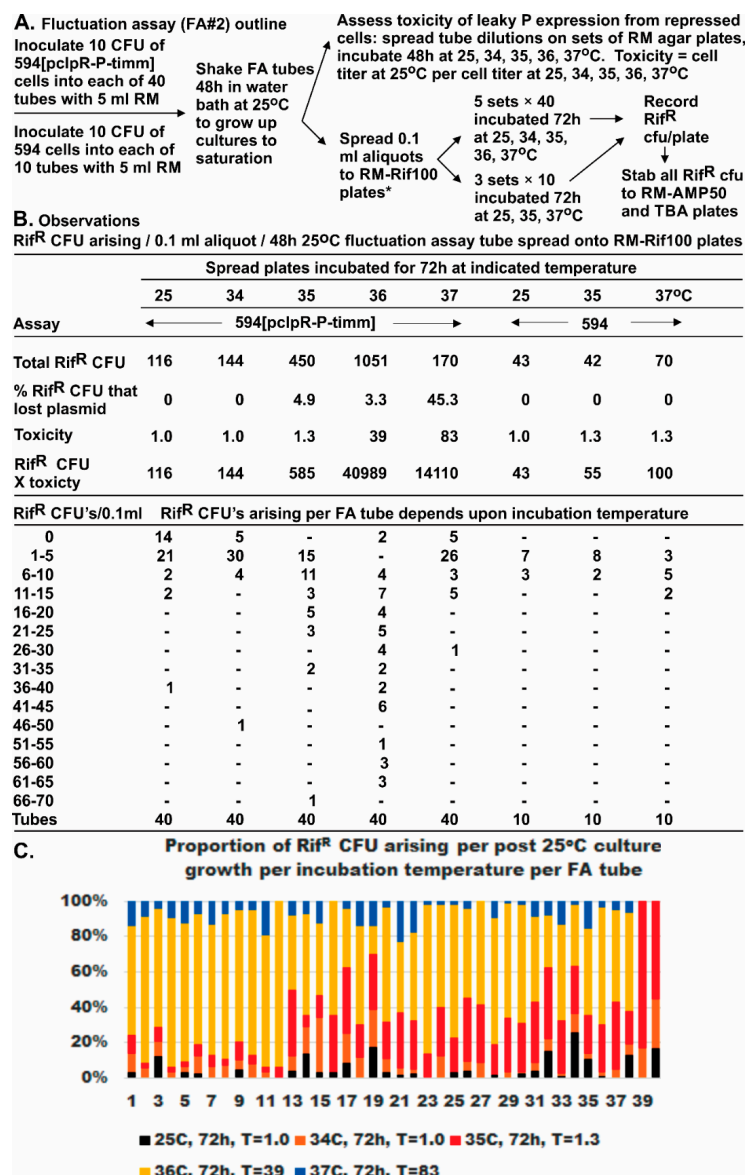 A. Fluctuation assay (FA#2) outline
Inoculate 10 CFU of
594[pcIpR-P-timm]
cells into each of 40
tubes with 5 ml RM
Inoculate 10 CFU of
594 cells into each of
10 tubes with 5 ml RM
Shake FA tubes
48h in water
bath at 25ºC
to grow up
cultures to
saturation
Assess toxicity of leaky P expression from repressed
cells: spread tube dilutions on sets of RM agar plates,
incubate 48h at 25, 34, 35, 36, 37ºC. Toxicity = cell
titer at 25ºC per cell titer at 25, 34, 35, 36, 37ºC
Spread 0.1
ml aliquots
to RM-Rif100
plates*
5 sets × 40
incubated 72h
at 25, 34, 35,
36, 37ºC
3 sets × 10
incubated 72h
at 25, 35, 37ºC
Record
RifR
cfu/plate
Stab all RifR cfu
to RM-AMP50
and TBA plates
B. Observations
RifR CFU arising / 0.1 ml aliquot / 48h 25ºC fluctuation assay tube spread onto RM-Rif100 plates
Spread plates incubated for 72h at indicated temperature
25 34 35 36 37 25 35 37ºC
Assay 594[pcIpR-P-timm] 594
Total RifR CFU 116 144 450 1051 170 43 42 70
% RifR CFU that
lost plasmid 0 0 4.9 3.3 45.3 0 0 0
Toxicity 1.0 1.0 1.3 39 83 1.0 1.3 1.3
RifR CFU
X toxicty 116 144 585 40989 14110 43 55 100
RifR CFU's/0.1ml RifR CFU's arising per FA tube depends upon incubation temperature
0 14 5 - 2 5 - - -
1-5 21 30 15 - 26 7 8 3
6-10 2 4 11 4 3 3 2 5
11-15 2 - 3 7 5 - - 2
16-20 - - 5 4 - - - -
21-25 - - 3 5 - - - -
26-30 - - - 4 1 - - -
31-35 - - 2 2 - - - -
36-40 1 - - 2 - - - -
41-45 - - - 6 - - - -
46-50 - 1 - - - - - -
51-55 - - - 1 - - - -
56-60 - - - 3 - - - -
61-65 - - - 3 - - - -
66-70 - - 1 - - - - -
Tubes 40 40 40 40 40 10 10 10
C. Proportion of RifR CFU arising per post 25ºC culture
growth per incubation temperature per FA tube
100%
80%
60%
40%
20%
0%
1 3 5 7 9 11 13 15 17 19 21 23 25 27 29 31 33 35 37 39
25C, 72h, T=1.0 34C, 72h, T=1.0 35C, 72h, T=1.3
36C, 72h, T=39 37C, 72h, T=83